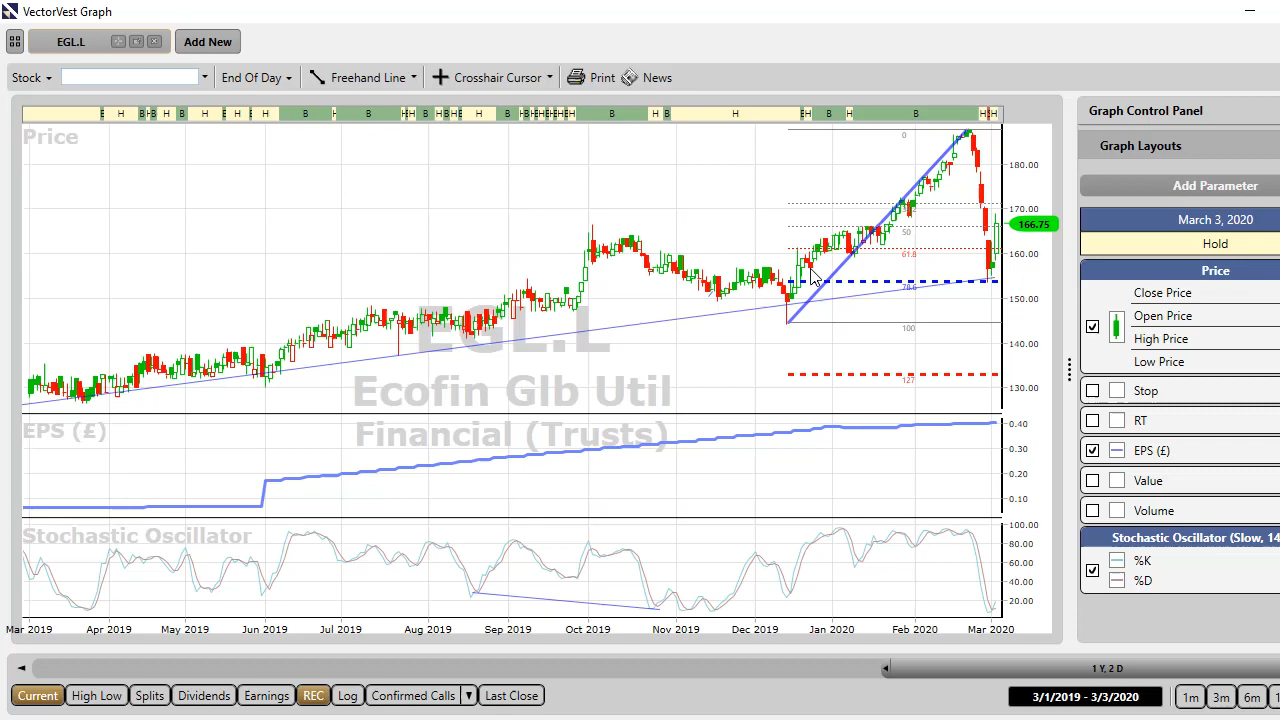 VectorVest Graph
EGL.L
Add New
Stock
End Of Day
Freehand Line
Crosshair Cursor
Print
News
Price
EGL.L
Ecofin Glb Util
Financial (Trusts)
0
50
61.8
78.6
100
127
180.00
170.00
166.75
160.00
150.00
140.00
130.00
EPS (£)
0.40
0.30
0.20
0.10
Stochastic Oscillator
100.00
80.00
60.00
40.00
20.00
Mar 2019 Apr 2019 May 2019 Jun 2019 Jul 2019 Aug 2019 Sep 2019 Oct 2019 Nov 2019 Dec 2019 Jan 2020 Feb 2020 Mar 2020
Graph Control Panel
Graph Layouts
Add Parameter
March 3, 2020
Hold
Price
Close Price
Open Price
High Price
Low Price
Stop
RT
EPS (£)
Value
Volume
Stochastic Oscillator (Slow, 14
%K
%D
1 Y, 2 D
Current High Low Splits Dividends Earnings REC Log Confirmed Calls Last Close
3/1/2019 - 3/3/2020
1m 3m 6m